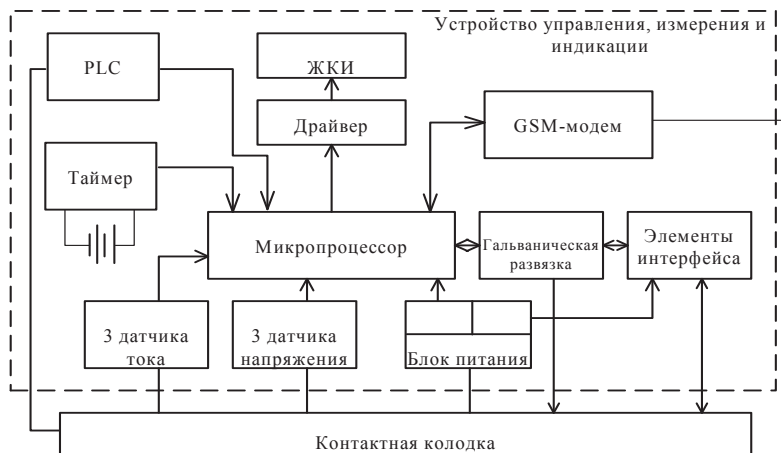 Устройство управления, измерения и
индикации
PLC
ЖКИ
Драйвер
GSM-модем
Таймер
Микропроцессор
Гальваническая
развязка
Элементы
интерфейса
3 датчика
тока
3 датчика
напряжения
Блок питания
Контактная колодка